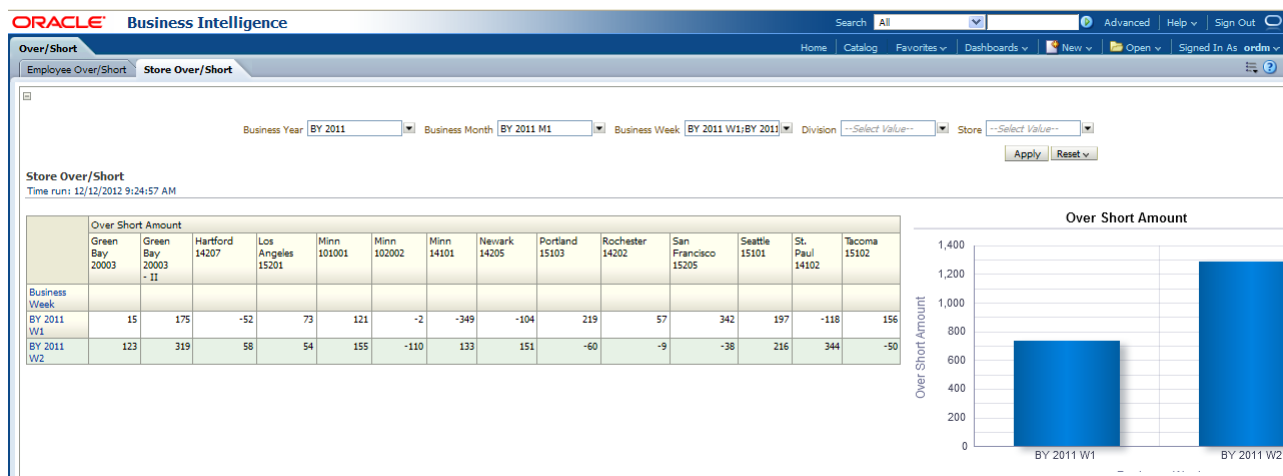 ORACLE Business Intelligence
Search All Advanced Help Sign Out
Over/Short
Home Catalog Favorites Dashboards New Open Signed In As ordm
Employee Over/Short Store Over/Short
Business Year BY 2011 Business Month BY 2011 M1 Business Week BY 2011 W1;BY 2011 Division --Select Value-- Store --Select Value--
Apply Reset
Store Over/Short
Time run: 12/12/2012 9:24:57 AM
Over Short Amount
Green Bay 20003 Green Bay 20003 - II Hartford 14207 Los Angeles 15201 Minn 101001 Minn 102002 Minn 14101 Newark 14205 Portland 15103 Rochester 14202 San Francisco 15205 Seattle 15101 St. Paul 14102 Tacoma 15102
Business Week
BY 2011 W1 15 175 -52 73 121 -2 -349 -104 219 57 342 197 -118 156
BY 2011 W2 123 319 58 54 155 -110 133 151 -60 -9 -38 216 344 -50
Over Short Amount
Over Short Amount
1,400
1,200
1,000
800
600
400
200
0
BY 2011 W1 BY 2011 W2